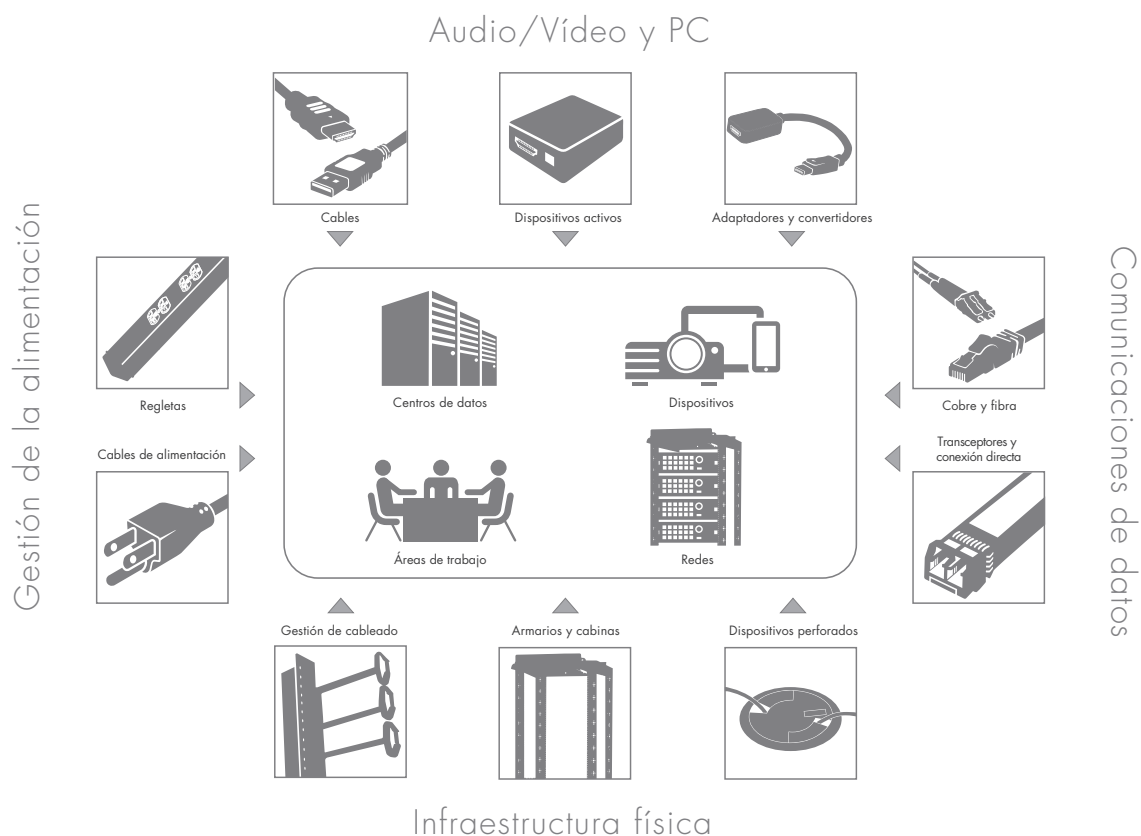 Audio/Vídeo y PC
Cables
Dispositivos activos
Adaptadores y convertidores
Gestión de la alimentación
Regletas
Cables de alimentación
Centros de datos
Dispositivos
Áreas de trabajo
Redes
Cobre y fibra
Transceptores y
conexión directa
Comunicaciones de datos
Gestión de cableado
Armarios y cabinas
Dispositivos perforados
Infraestructura física